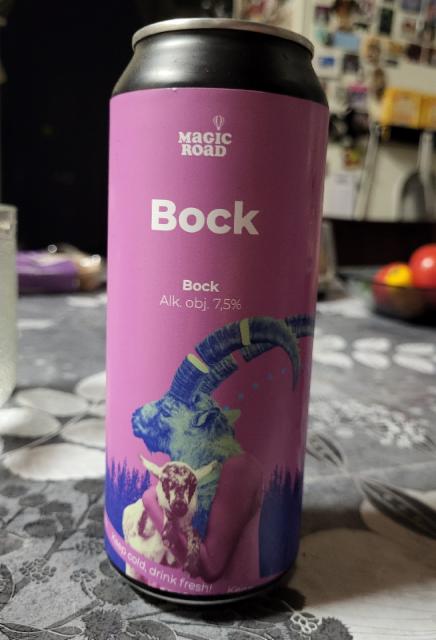 MAGIC
ROAD
Bock
Bock
Alk. obj. 7,5%
Keep cold, drink fresh!